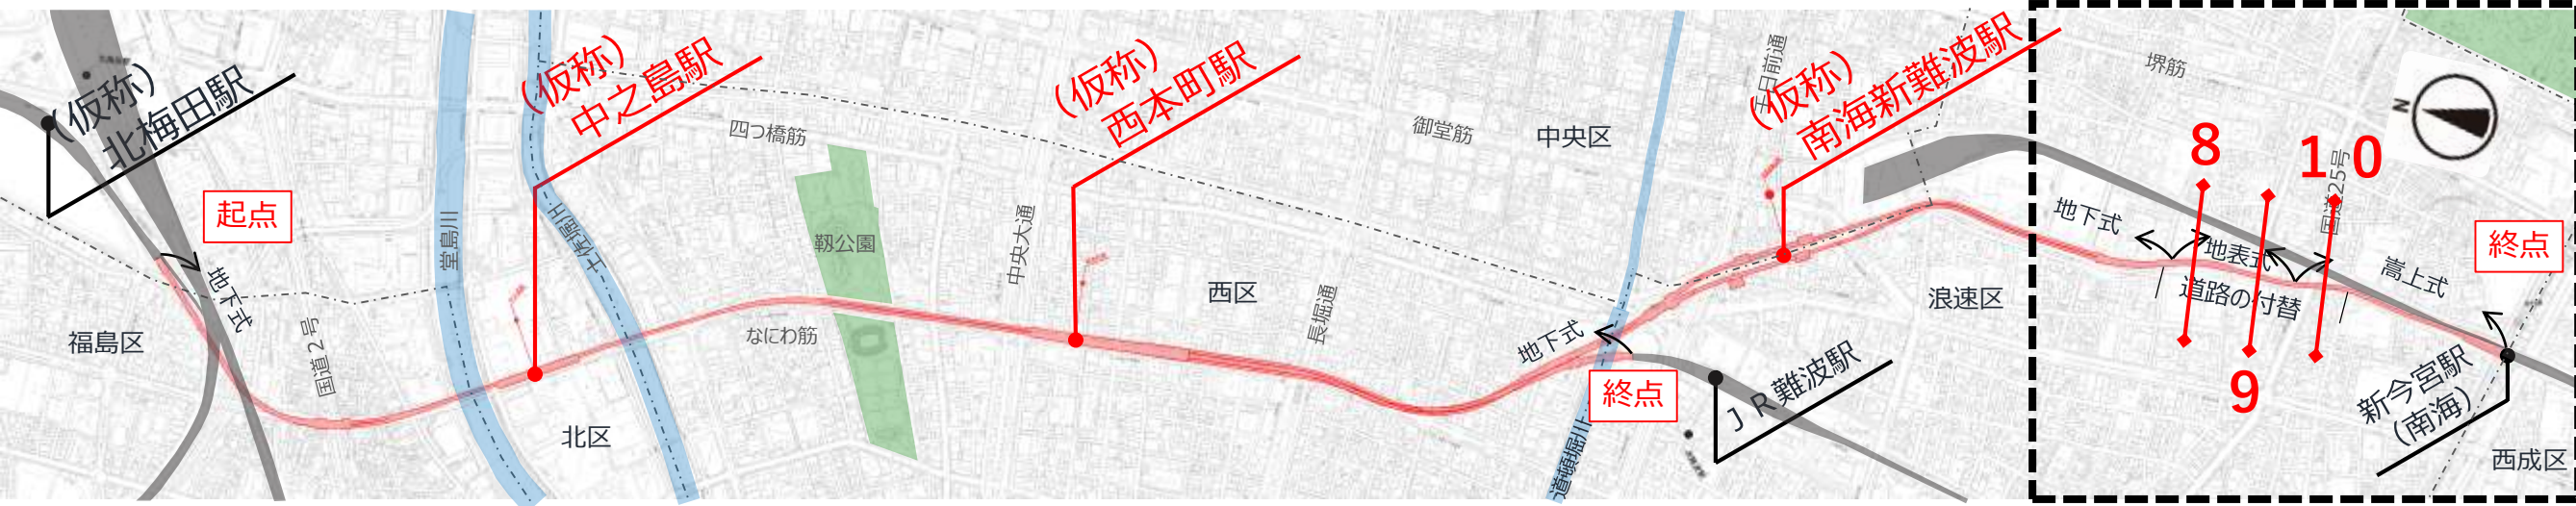 （仮称）
北梅田駅
起点
地下式
福島区
国道２号
堂島川
（仮称）
中之島駅
土佐堀川
北区
四つ橋筋
靱公園
なにわ筋
中央大通
（仮称）
西本町駅
西区
長堀通
御堂筋
中央区
地下式
終点
道頓堀川
ＪＲ難波駅
千日前通
（仮称）
南海新難波駅
浪速区
堺筋
N
8
10
9
国道25号
地下式
地表式
道路の付替
嵩上式
終点
新今宮駅
（南海）
西成区